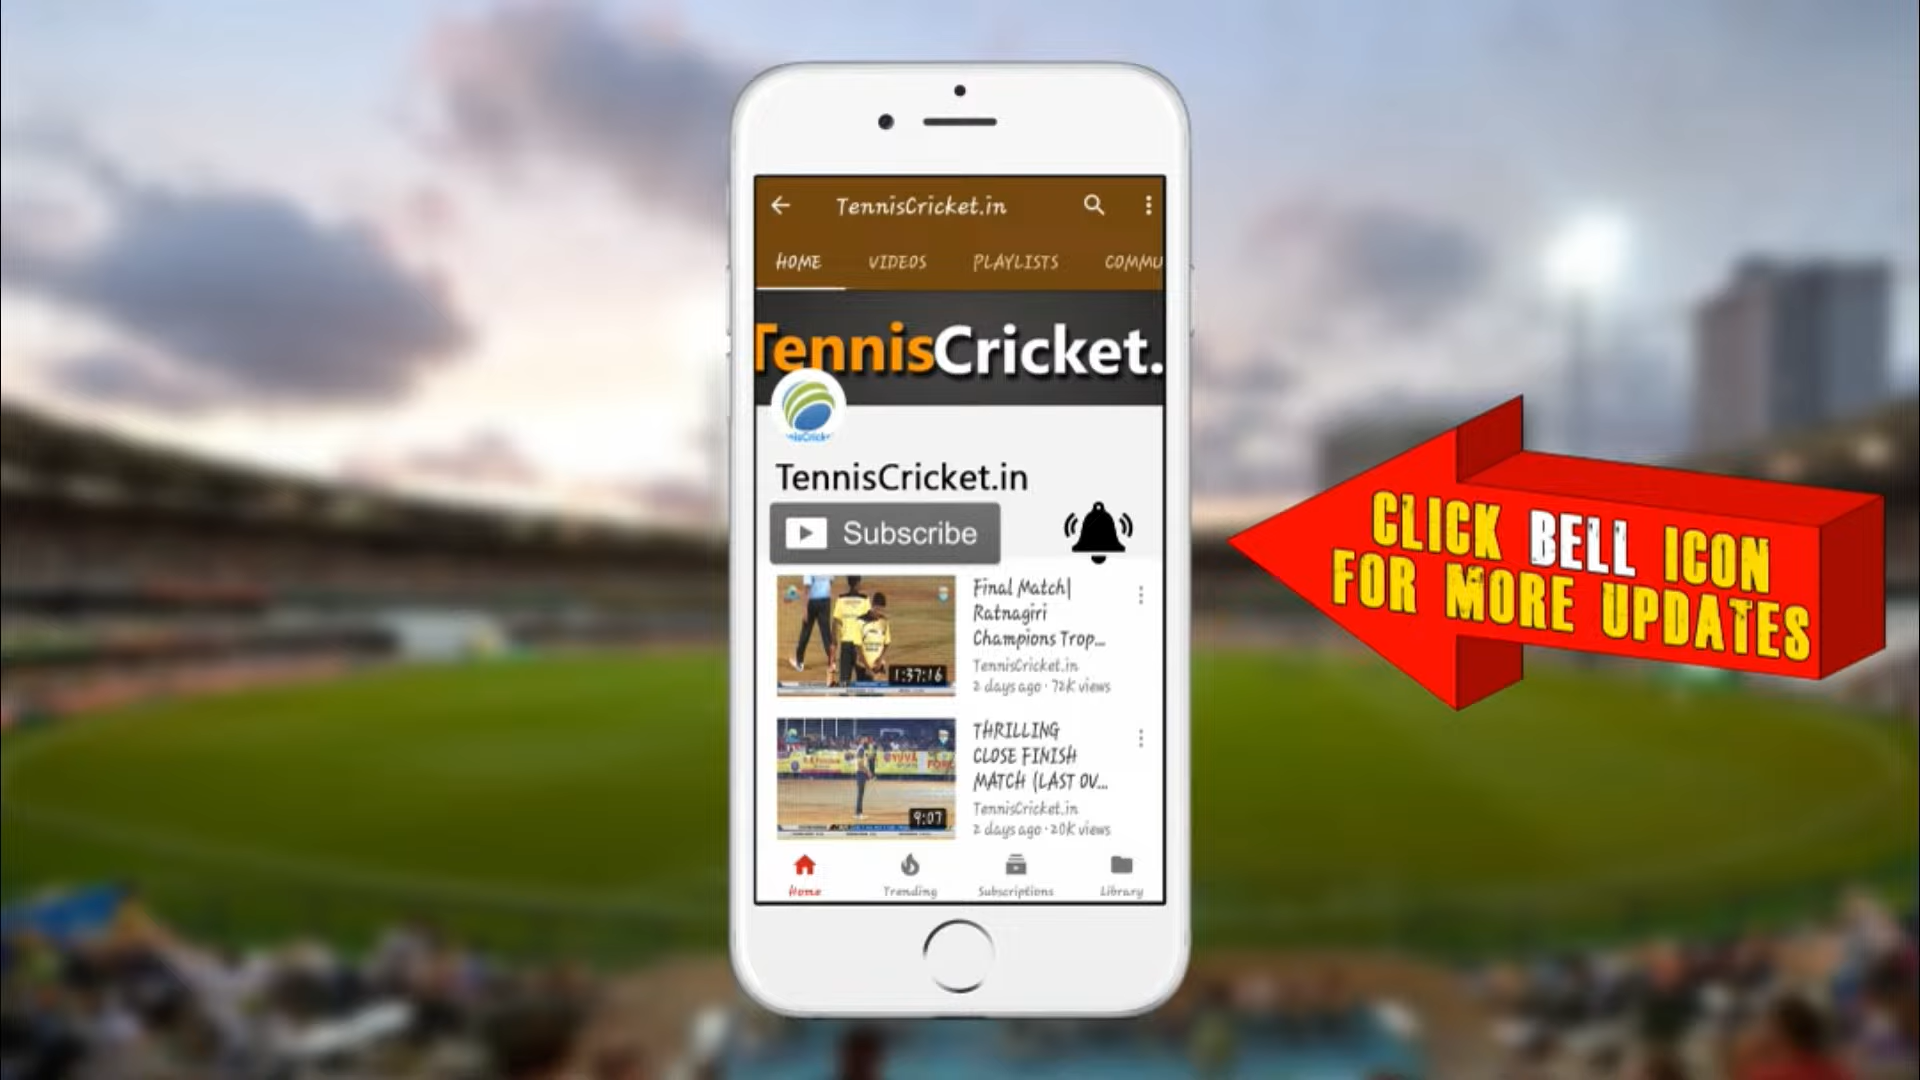 TennisCricket.in
HOME VIDEOS PLAYLISTS COMMU
TennisCricket.
TennisCricket.in
Subscribe
Final Match|
Ratnagiri
Champions Trop...
TennisCricket.in
2 days ago · 72K views
1:37:16
THRILLING
CLOSE FINISH
MATCH (LAST OV...
TennisCricket.in
2 days ago · 20K views
9:07
Home Trending Subscriptions Library
CLICK BELL ICON
FOR MORE UPDATES